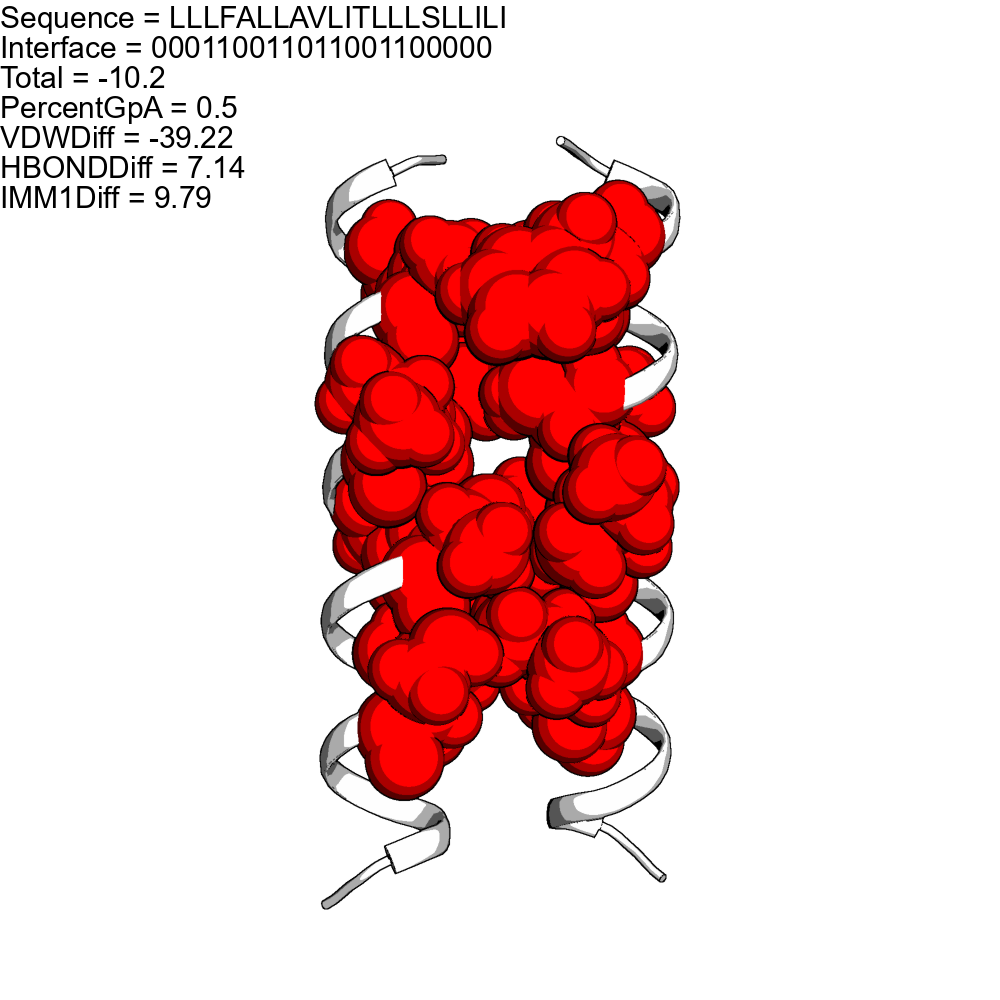 Sequence = LLLFALLAVLITLLLSLLILI
Interface = 000110011011001100000
Total = -10.2
PercentGpA = 0.5
VDWDiff = -39.22
HBONDDiff = 7.14
IMM1Diff = 9.79